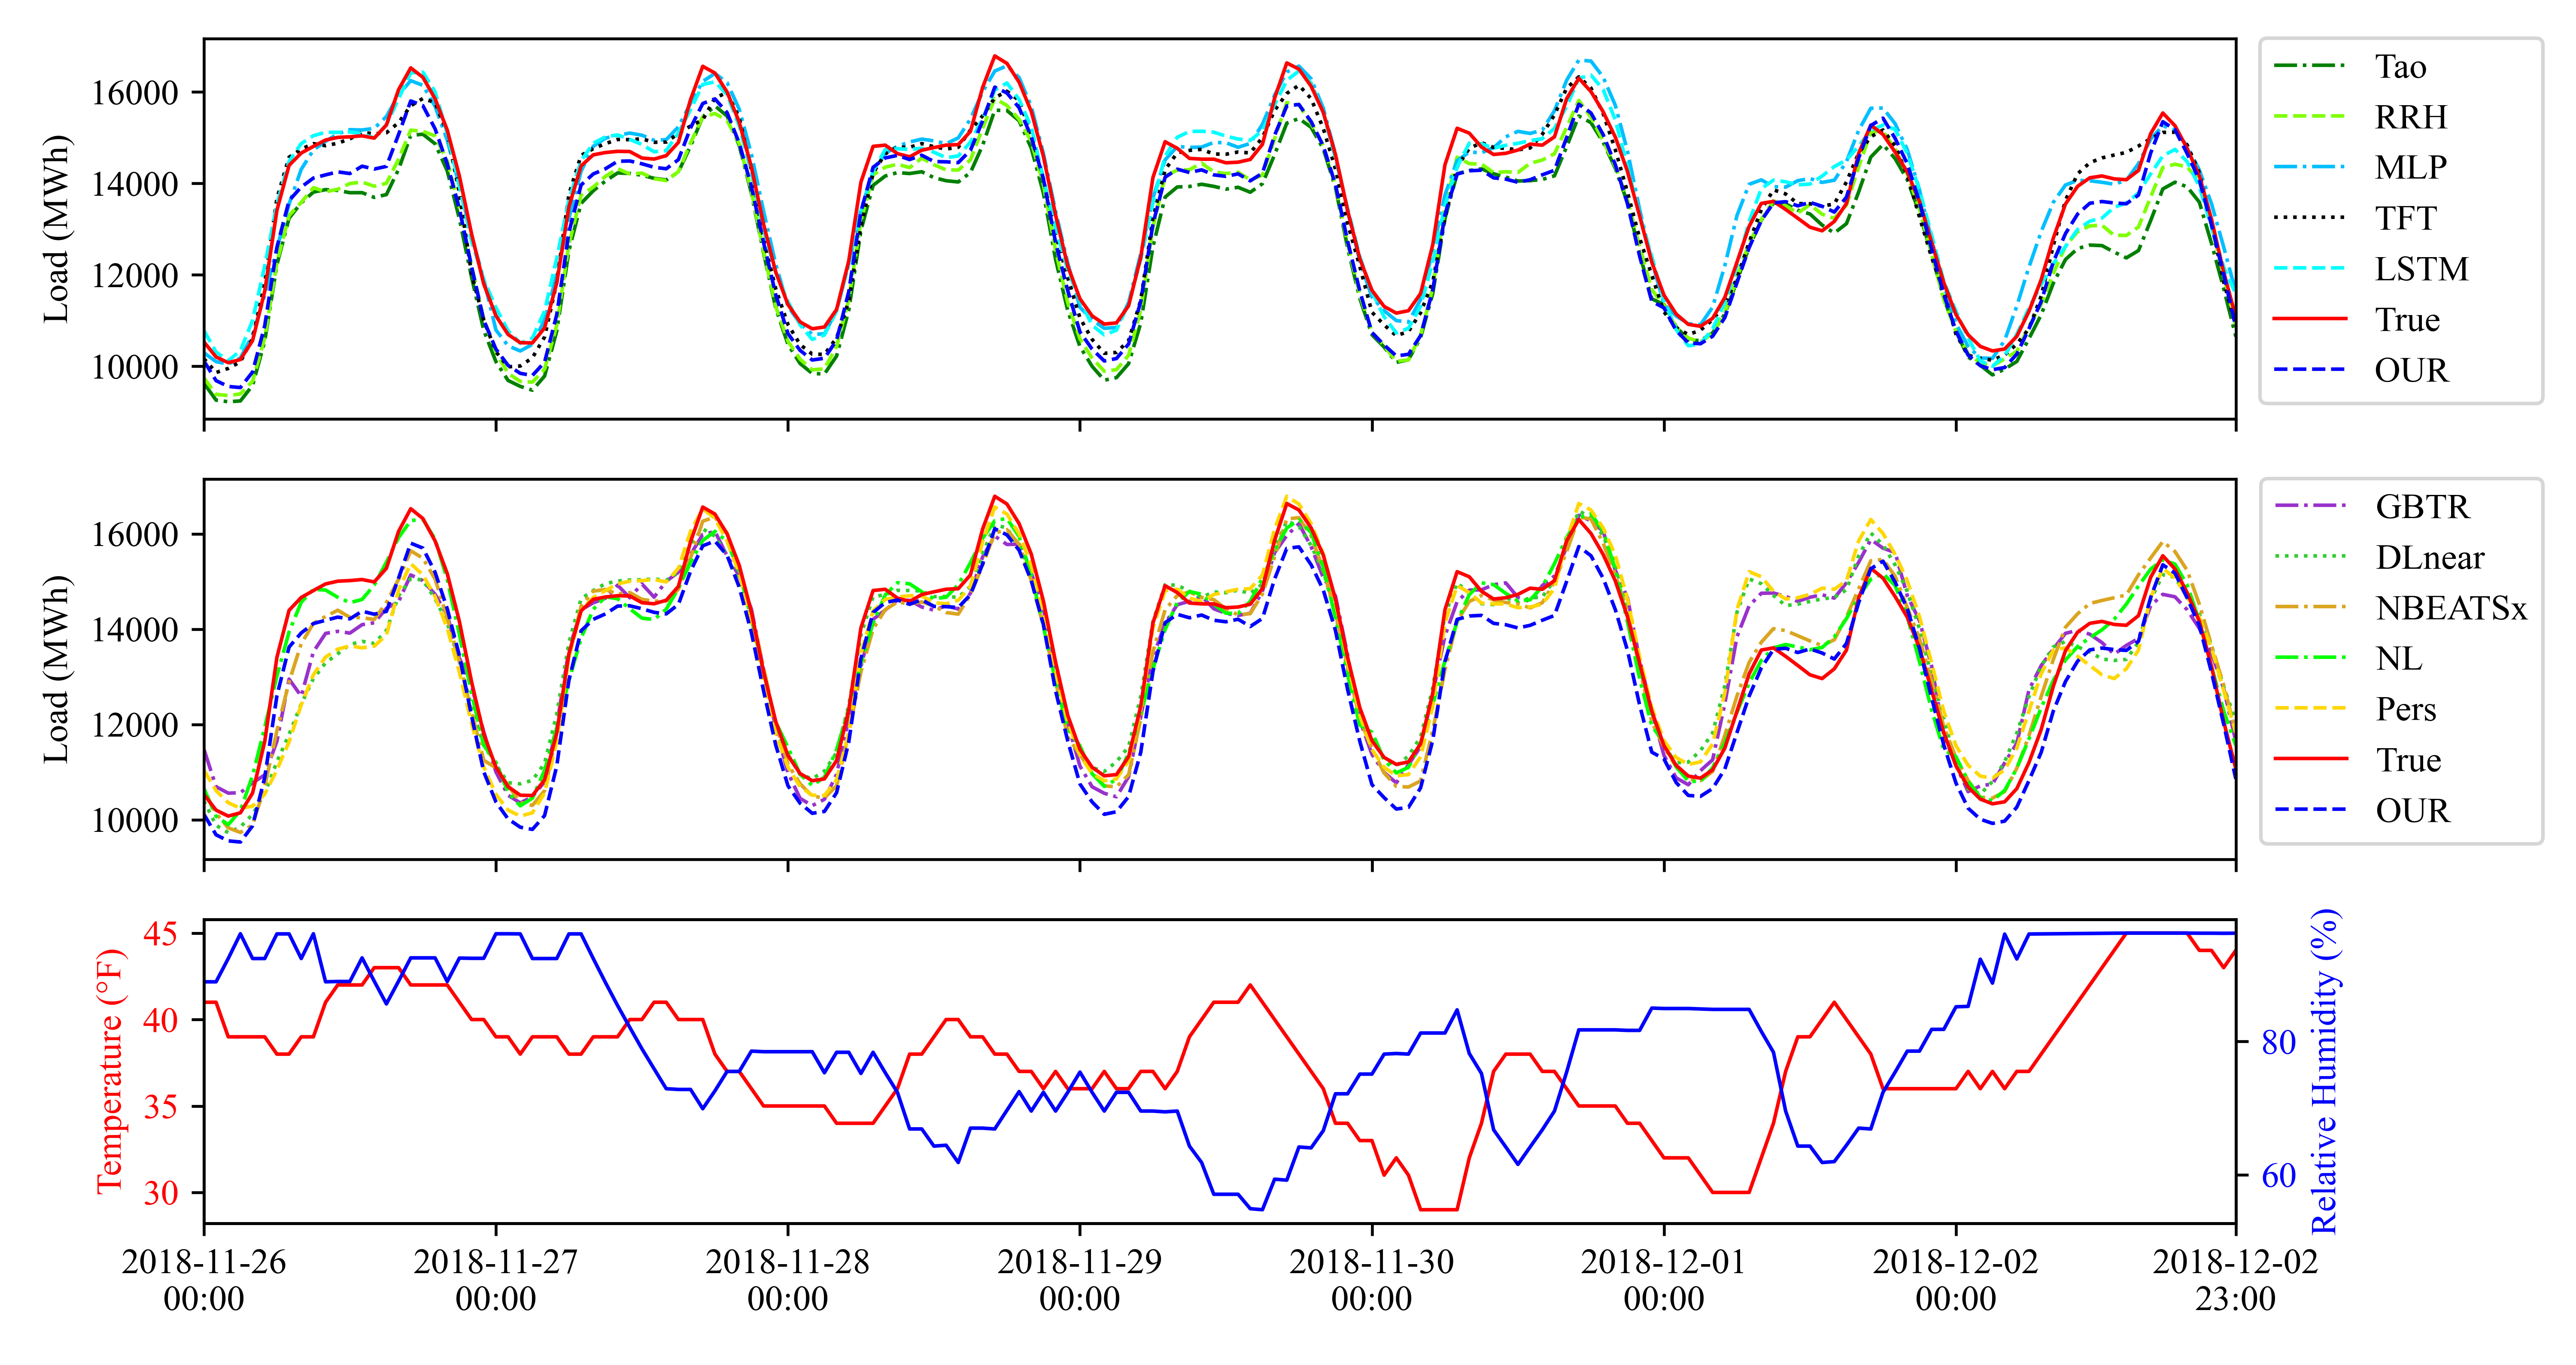 Load (MWh)
16000
14000
12000
10000
Tao
RRH
MLP
TFT
LSTM
True
OUR
Load (MWh)
16000
14000
12000
10000
GBTR
DLnear
NBEATSx
NL
Pers
True
OUR
Temperature (°F)
45
40
35
30
80
60
Relative Humidity (%)
2018-11-26
00:00
2018-11-27
00:00
2018-11-28
00:00
2018-11-29
00:00
2018-11-30
00:00
2018-12-01
00:00
2018-12-02
00:00
2018-12-02
23:00